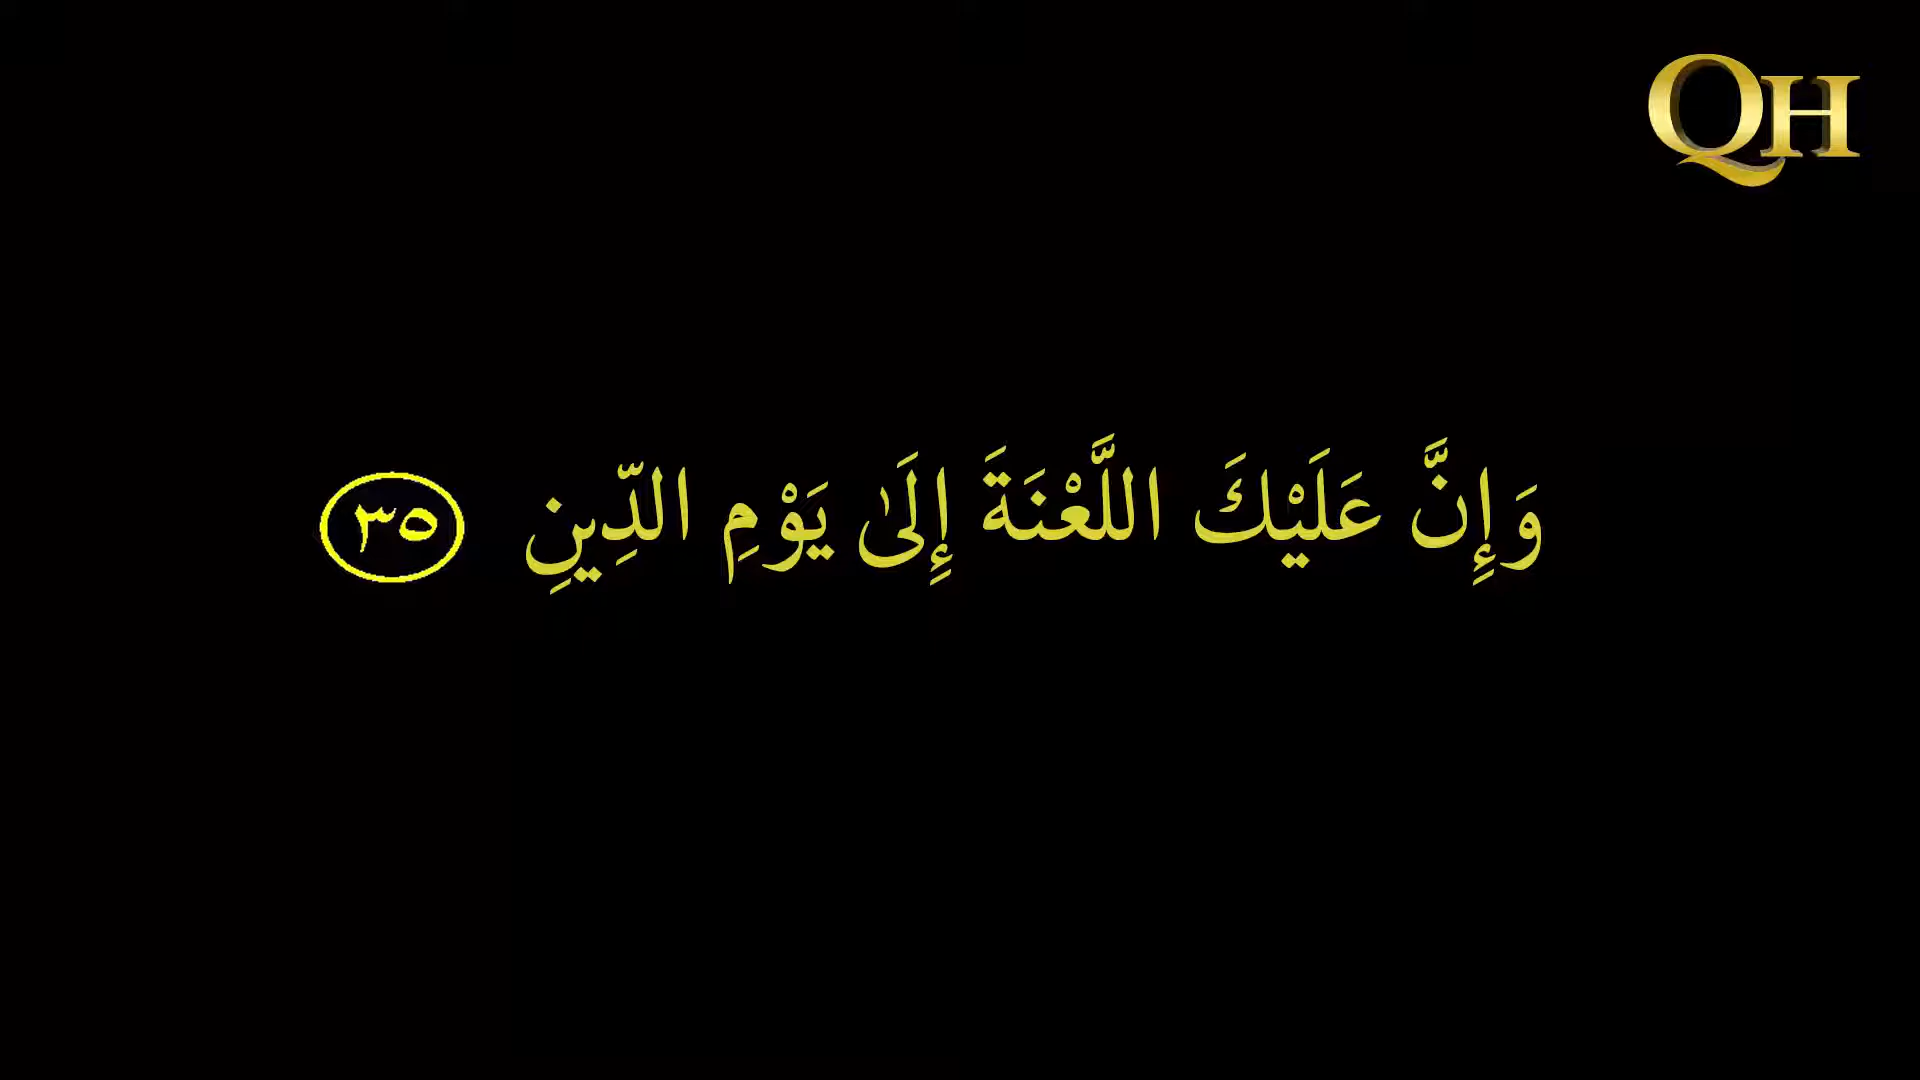 QH
وَإِنَّ عَلَيْكَ اللَّعْنَةَ إِلَىٰ يَوْمِ الدِّينِ ٣٥